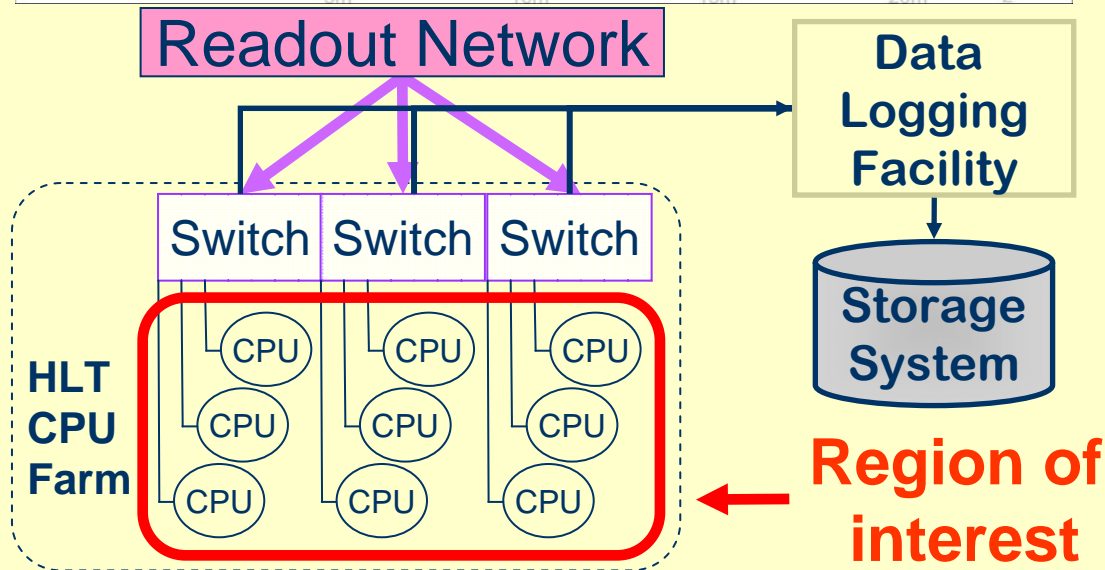 Readout Network
Data
Logging
Facility
Switch Switch Switch
Storage
System
CPU CPU CPU
HLT
CPU
Farm
CPU CPU CPU
CPU CPU CPU
Region of
interest